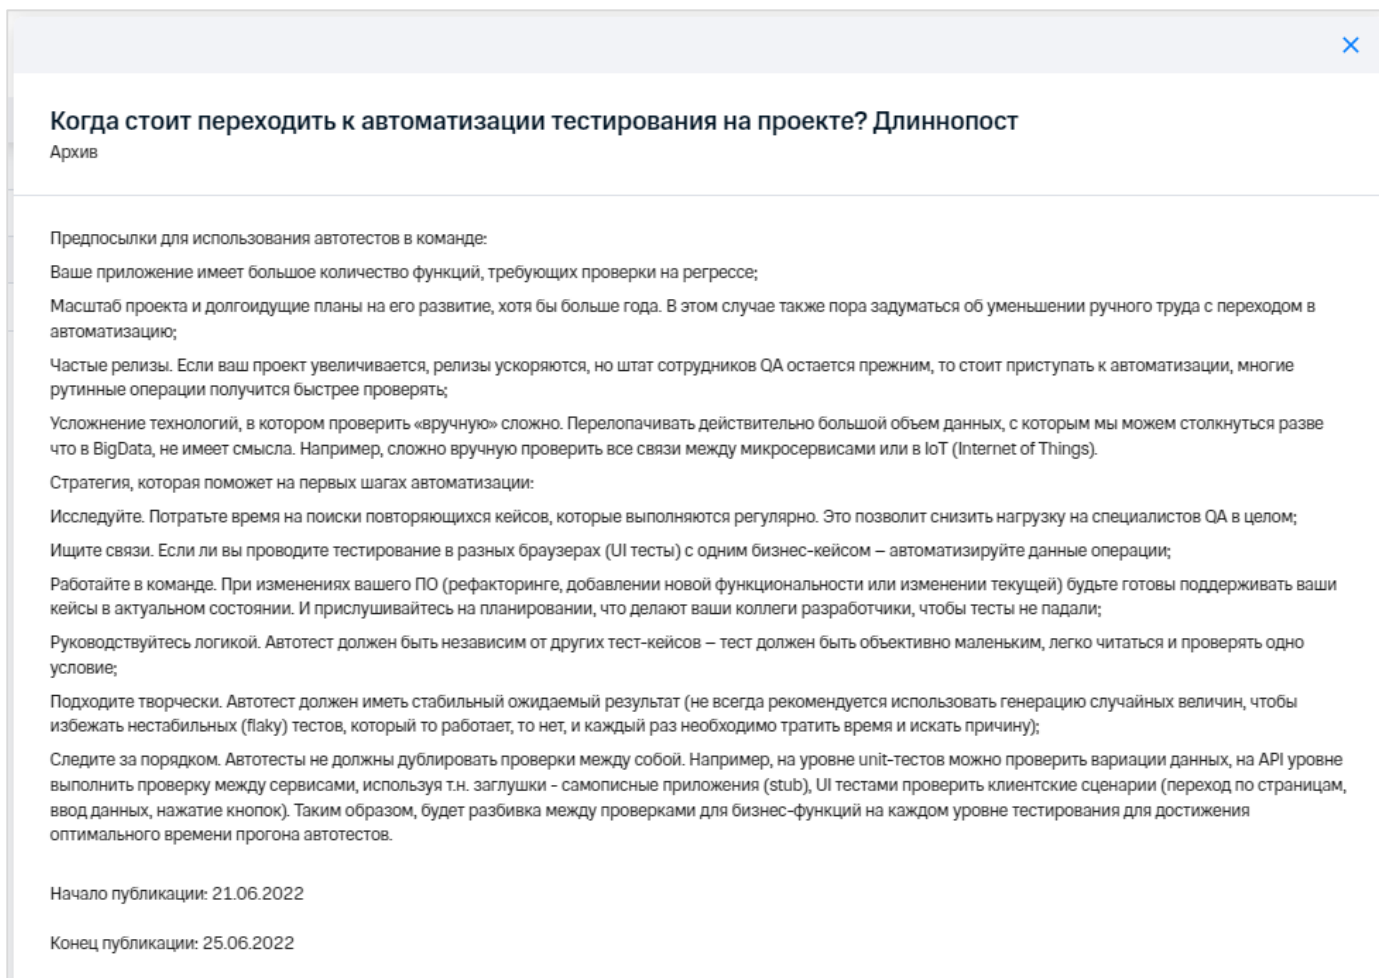 Когда стоит переходить к автоматизации тестирования на проекте? Длиннопост
Архив
Предпосылки для использования автотестов в команде:
Ваше приложение имеет большое количество функций, требующих проверки на регрессе;
Масштаб проекта и долгоидущие планы на его развитие, хотя бы больше года. В этом случае также пора задуматься об уменьшении ручного труда с переходом в
автоматизацию;
Частые релизы. Если ваш проект увеличивается, релизы ускоряются, но штат сотрудников QA остается прежним, то стоит приступать к автоматизации, многие
рутинные операции получится быстрее проверять;
Усложнение технологий, в котором проверить «вручную» сложно. Перелопачивать действительно большой объем данных, с которым мы можем столкнуться разве
что в BigData, не имеет смысла. Например, сложно вручную проверить все связи между микросервисами или в IoT (Internet of Things).
Стратегия, которая поможет на первых шагах автоматизации:
Исследуйте. Потратьте время на поиски повторяющихся кейсов, которые выполняются регулярно. Это позволит снизить нагрузку на специалистов QA в целом;
Ищите связи. Если ли вы проводите тестирование в разных браузерах (UI тесты) с одним бизнес-кейсом – автоматизируйте данные операции;
Работайте в команде. При изменениях вашего ПО (рефакторинге, добавлении новой функциональности или изменении текущей) будьте готовы поддерживать ваши
кейсы в актуальном состоянии. И прислушивайтесь на планировании, что делают ваши коллеги разработчики, чтобы тесты не падали;
Руководствуйтесь логикой. Автотест должен быть независим от других тест-кейсов – тест должен быть объективно маленьким, легко читаться и проверять одно
условие;
Подходите творчески. Автотест должен иметь стабильный ожидаемый результат (не всегда рекомендуется использовать генерацию случайных величин, чтобы
избежать нестабильных (flaky) тестов, который то работает, то нет, и каждый раз необходимо тратить время и искать причину);
Следите за порядком. Автотесты не должны дублировать проверки между собой. Например, на уровне unit-тестов можно проверить вариации данных, на API уровне
выполнить проверку между сервисами, используя т.н. заглушки - самописные приложения (stub), UI тестами проверить клиентские сценарии (переход по страницам,
ввод данных, нажатие кнопок). Таким образом, будет разбивка между проверками для бизнес-функций на каждом уровне тестирования для достижения
оптимального времени прогона автотестов.
Начало публикации: 21.06.2022
Конец публикации: 25.06.2022